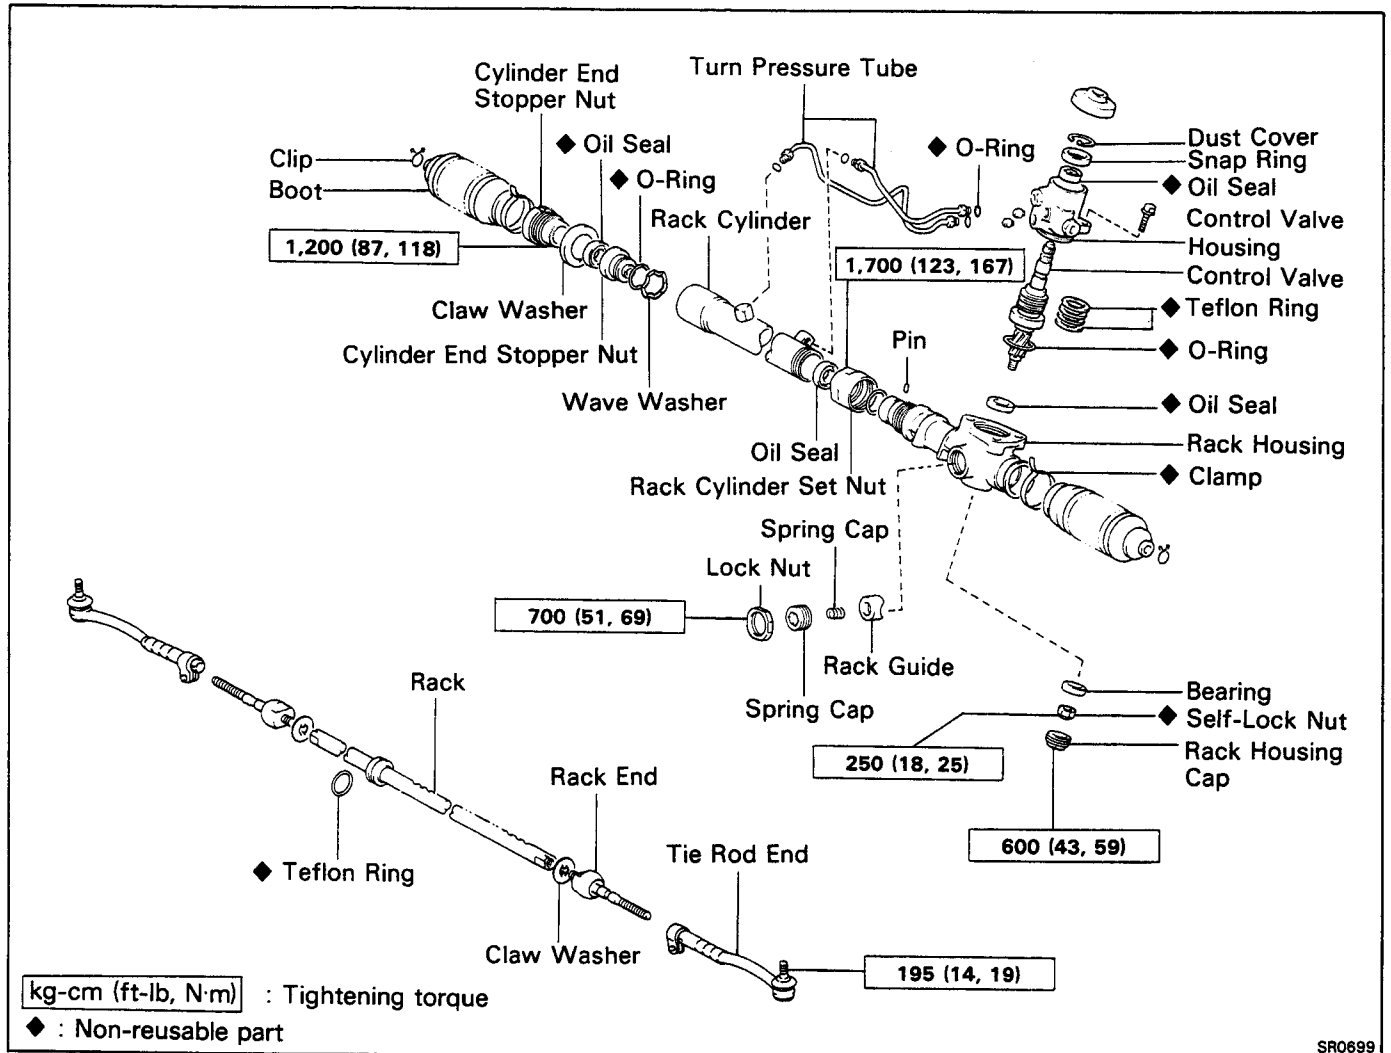 Turn Pressure Tube
Cylinder End
Stopper Nut
◆ Oil Seal
◆ O-Ring
Clip
Boot
Rack Cylinder
1,200 (87, 118)
Claw Washer
Cylinder End Stopper Nut
Wave Washer
◆ O-Ring
Dust Cover
Snap Ring
◆ Oil Seal
Control Valve
Housing
Control Valve
◆ Teflon Ring
◆ O-Ring
1,700 (123, 167)
Pin
◆ Oil Seal
Rack Housing
◆ Clamp
Oil Seal
Rack Cylinder Set Nut
Spring Cap
Lock Nut
700 (51, 69)
Rack Guide
Spring Cap
Bearing
◆ Self-Lock Nut
Rack Housing
Cap
250 (18, 25)
600 (43, 59)
Rack
◆ Teflon Ring
Rack End
Claw Washer
Tie Rod End
195 (14, 19)
kg-cm (ft-lb, N·m) : Tightening torque
◆ : Non-reusable part
SR0699